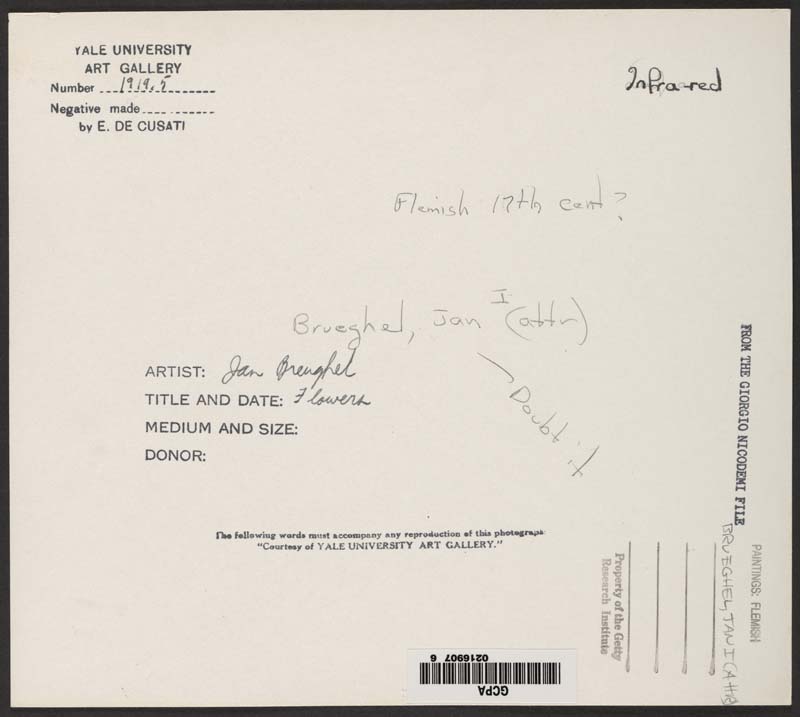 YALE UNIVERSITY
ART GALLERY
Number 1919.5
Negative made
by E. DE CUSATI
Infra-red
Flemish 17th cent?
Brueghel, Jan I (attr)
Doubt it
ARTIST: Jan Breughel
TITLE AND DATE: Flowers
MEDIUM AND SIZE:
DONOR:
The following words must accompany any reproduction of this photograph:
"Courtesy of YALE UNIVERSITY ART GALLERY."
FROM THE GIORGIO NICODEMI FILE
PAINTINGS: FLEMISH
BRUEGHEL, JAN I (Attr)
Property of the Getty
Research Institute
GCPA
0216907 6